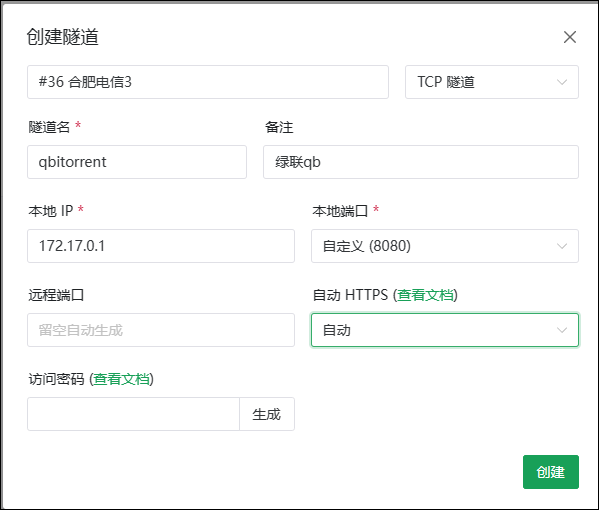 创建隧道
#36 合肥电信3
TCP 隧道
隧道名 *
备注
qbitorrent
绿联qb
本地 IP *
本地端口 *
172.17.0.1
自定义 (8080)
远程端口
自动 HTTPS (查看文档)
留空自动生成
自动
访问密码 (查看文档)
生成
创建